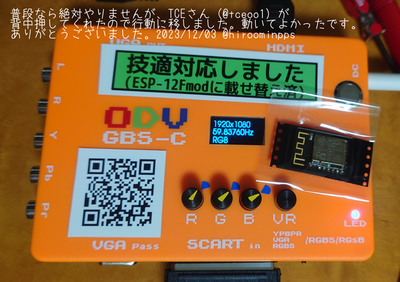 普段なら絶対やりませんが、ICEさん (@tcgool) が
背中押してくれたので行動に移しました。動いてよかったです。
ありがとうございました。2023/12/03 @hiroominpps
HDMI
技適対応しました
(ESP-12Fmodに載せ替え済)
DC
L
R
Y
Pb
Pr
ODV
GBS-C
1920x1080
59.83760Hz
RGB
R G B VR
LED
VGA Pass
SCART in
YPBPR
VGA
RGBS
/RGBS/RGsB